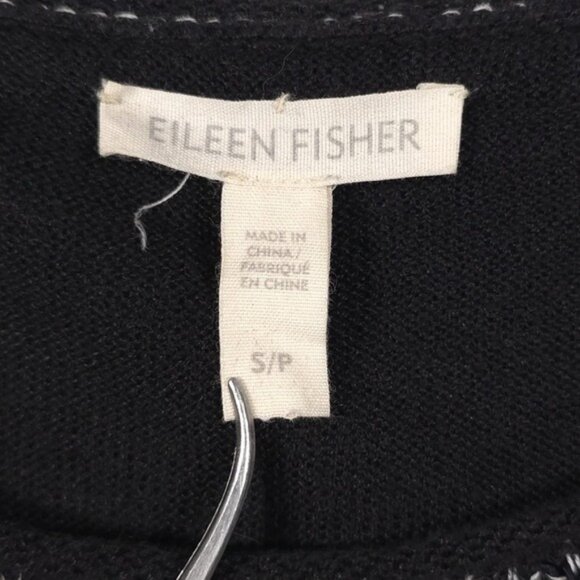 EILEEN FISHER
MADE IN
CHINA/
FABRIQUÉ
EN CHINE
S/P